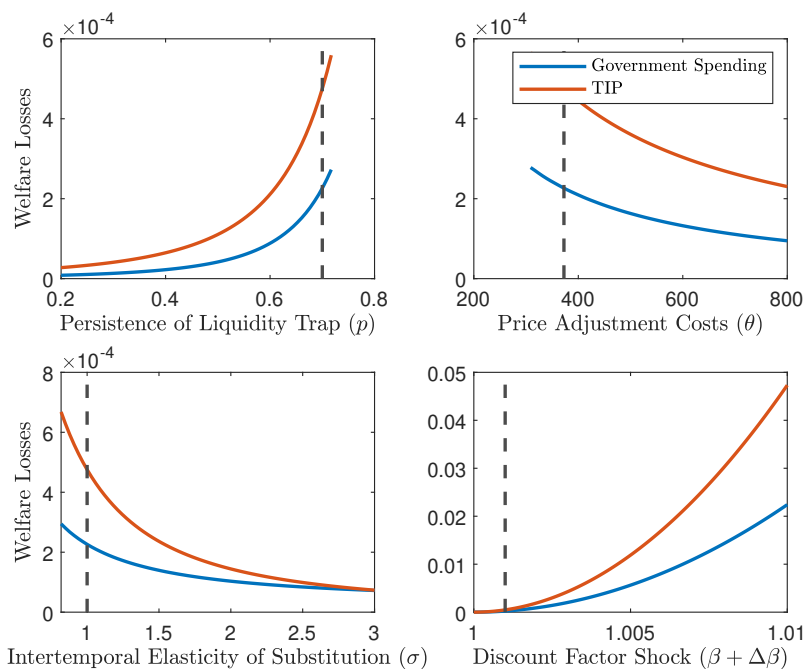 ×10⁻⁴
6
4
2
0
Welfare Losses
0.2 0.4 0.6 0.8
Persistence of Liquidity Trap (p)
×10⁻⁴
6
4
2
0
Government Spending
TIP
200 400 600 800
Price Adjustment Costs (θ)
×10⁻⁴
8
6
4
2
0
Welfare Losses
1 1.5 2 2.5 3
Intertemporal Elasticity of Substitution (σ)
0.05
0.04
0.03
0.02
0.01
0
1 1.005 1.01
Discount Factor Shock (β + Δβ)